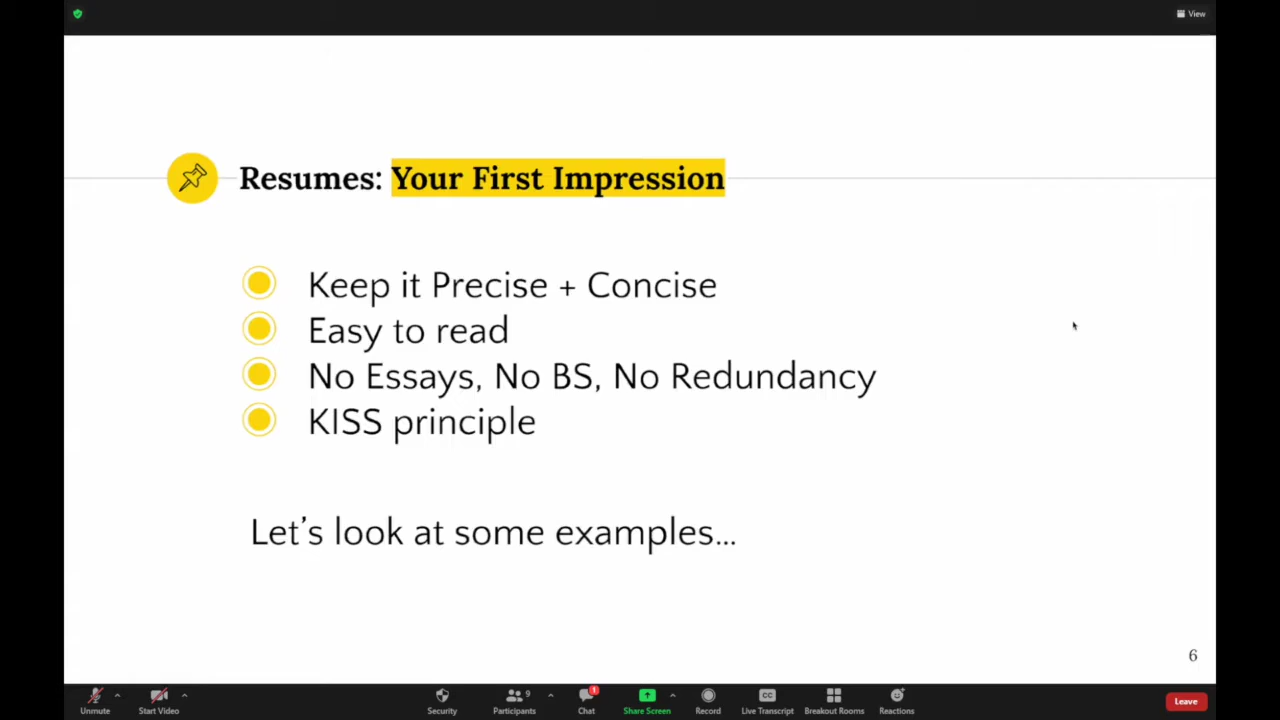 View
Resumes: Your First Impression
Keep it Precise + Concise
Easy to read
No Essays, No BS, No Redundancy
KISS principle
Let's look at some examples...
6
Unmute
Start Video
Security
9
Participants
1
Chat
Share Screen
Record
CC
Live Transcript
Breakout Rooms
Reactions
Leave